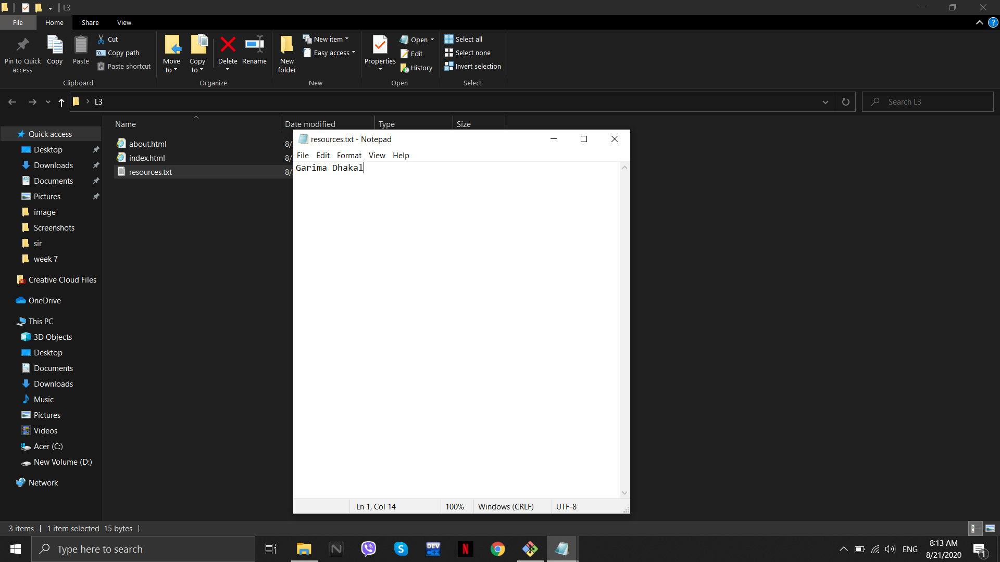 L3
File Home Share View
Pin to Quick access
Copy
Paste
Cut
Copy path
Paste shortcut
Clipboard
Move to
Copy to
Delete
Rename
Organize
New folder
New item
Easy access
New
Properties
Open
Edit
History
Open
Select all
Select none
Invert selection
Select
L3
Search L3
Name Date modified Type Size
Quick access
Desktop
Downloads
Documents
Pictures
image
Screenshots
sir
week 7
Creative Cloud Files
OneDrive
This PC
3D Objects
Desktop
Documents
Downloads
Music
Pictures
Videos
Acer (C:)
New Volume (D:)
Network
about.html 8/
index.html 8/
resources.txt 8/
resources.txt - Notepad
File Edit Format View Help
Garima Dhakal
Ln 1, Col 14 100% Windows (CRLF) UTF-8
3 items 1 item selected 15 bytes
Type here to search
DEV C++
N
ENG
8:13 AM
8/21/2020
1